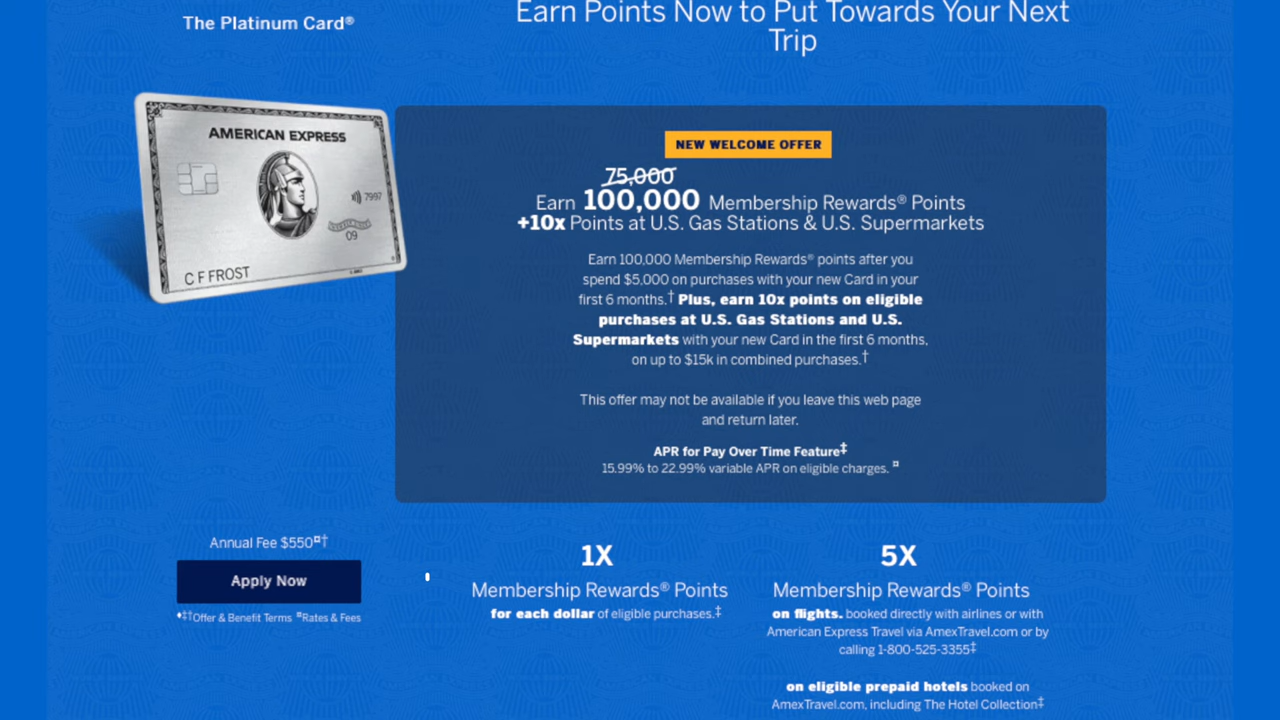 The Platinum Card®
Earn Points Now to Put Towards Your Next
Trip
AMERICAN EXPRESS
7997
09
C F FROST
NEW WELCOME OFFER
75,000
Earn 100,000 Membership Rewards® Points
+10x Points at U.S. Gas Stations & U.S. Supermarkets
Earn 100,000 Membership Rewards® points after you
spend $5,000 on purchases with your new Card in your
first 6 months.† Plus, earn 10x points on eligible
purchases at U.S. Gas Stations and U.S.
Supermarkets with your new Card in the first 6 months,
on up to $15k in combined purchases.†
This offer may not be available if you leave this web page
and return later.
APR for Pay Over Time Feature‡
15.99% to 22.99% variable APR on eligible charges. ¤
Annual Fee $550¤†
Apply Now
♦‡†Offer & Benefit Terms ¤Rates & Fees
1X
Membership Rewards® Points
for each dollar of eligible purchases.‡
5X
Membership Rewards® Points
on flights. booked directly with airlines or with
American Express Travel via AmexTravel.com or by
calling 1-800-525-3355‡
on eligible prepaid hotels booked on
AmexTravel.com, including The Hotel Collection‡